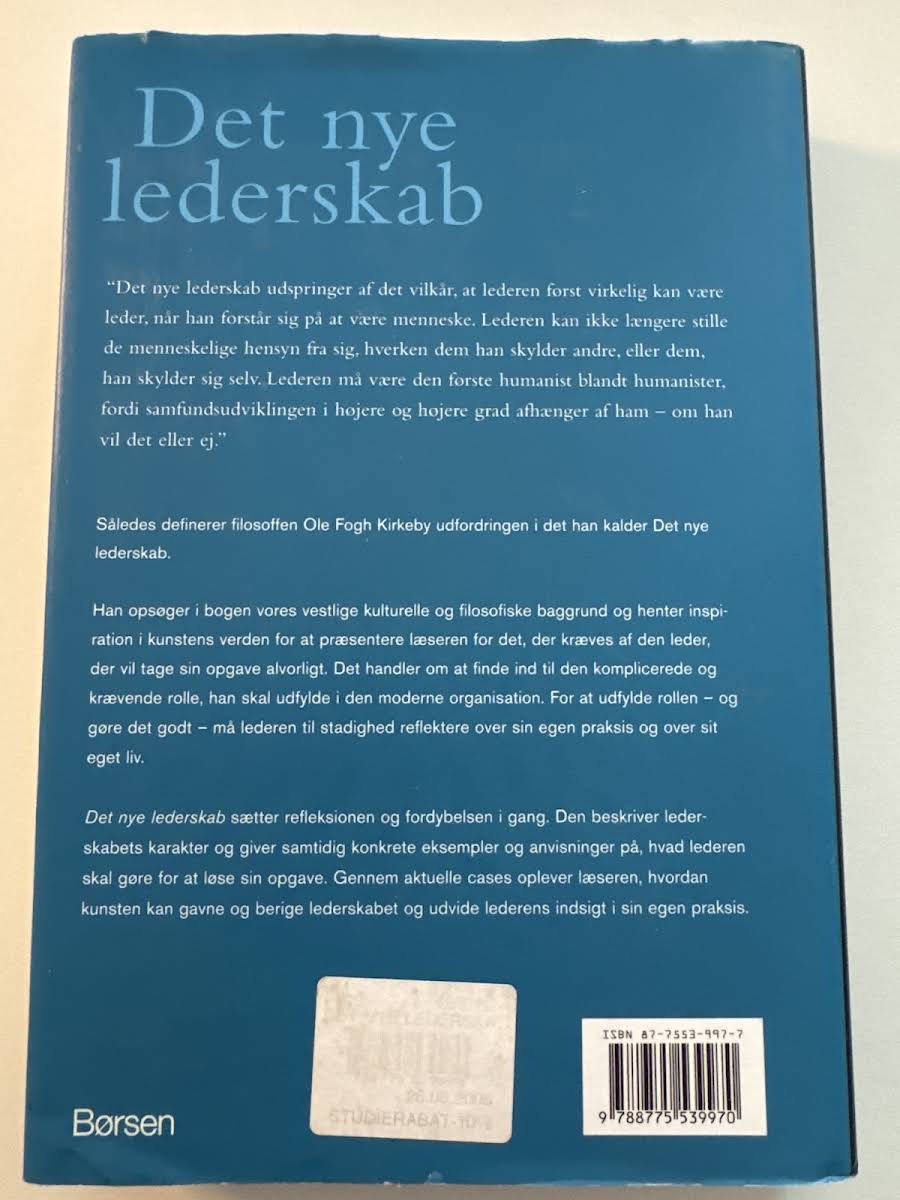 Det nye
lederskab
“Det nye lederskab udspringer af det vilkår, at lederen først virkelig kan være
leder, når han forstår sig på at være menneske. Lederen kan ikke længere stille
de menneskelige hensyn fra sig, hverken dem han skylder andre, eller dem,
han skylder sig selv. Lederen må være den første humanist blandt humanister,
fordi samfundsudviklingen i højere og højere grad afhænger af ham – om han
vil det eller ej.”
Således definerer filosoffen Ole Fogh Kirkeby udfordringen i det han kalder Det nye
lederskab.
Han opsøger i bogen vores vestlige kulturelle og filosofiske baggrund og henter inspi-
ration i kunstens verden for at præsentere læseren for det, der kræves af den leder,
der vil tage sin opgave alvorligt. Det handler om at finde ind til den komplicerede og
krævende rolle, han skal udfylde i den moderne organisation. For at udfylde rollen – og
gøre det godt – må lederen til stadighed reflektere over sin egen praksis og over sit
eget liv.
Det nye lederskab sætter refleksionen og fordybelsen i gang. Den beskriver leder-
skabets karakter og giver samtidig konkrete eksempler og anvisninger på, hvad lederen
skal gøre for at løse sin opgave. Gennem aktuelle cases oplever læseren, hvordan
kunsten kan gavne og berige lederskabet og udvide lederens indsigt i sin egen praksis.
STUDIERABAT
ISBN 87-7553-997-7
9 788775 539970
Børsen